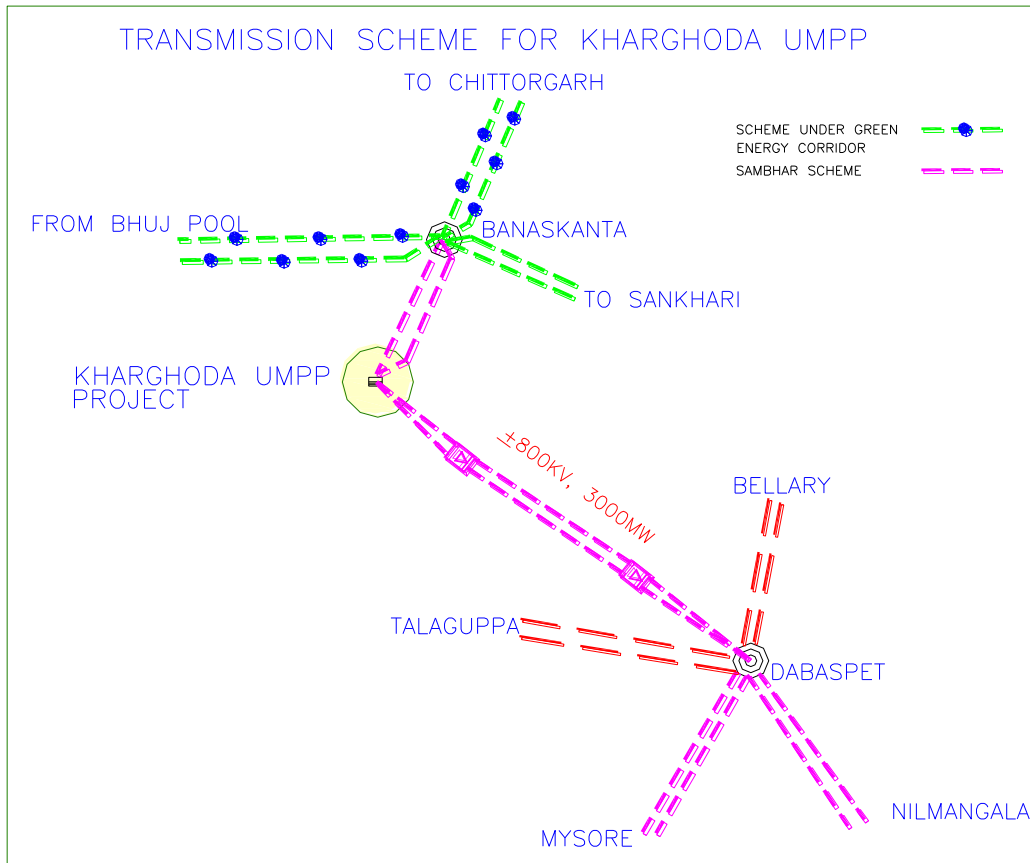 TRANSMISSION SCHEME FOR KHARGHODA UMPP
TO CHITTORGARH
SCHEME UNDER GREEN
ENERGY CORRIDOR
SAMBHAR SCHEME
FROM BHUJ POOL
BANASKANTA
TO SANKHARI
KHARGHODA UMPP
PROJECT
±800KV, 3000MW
BELLARY
TALAGUPPA
DABASPET
NILMANGALA
MYSORE